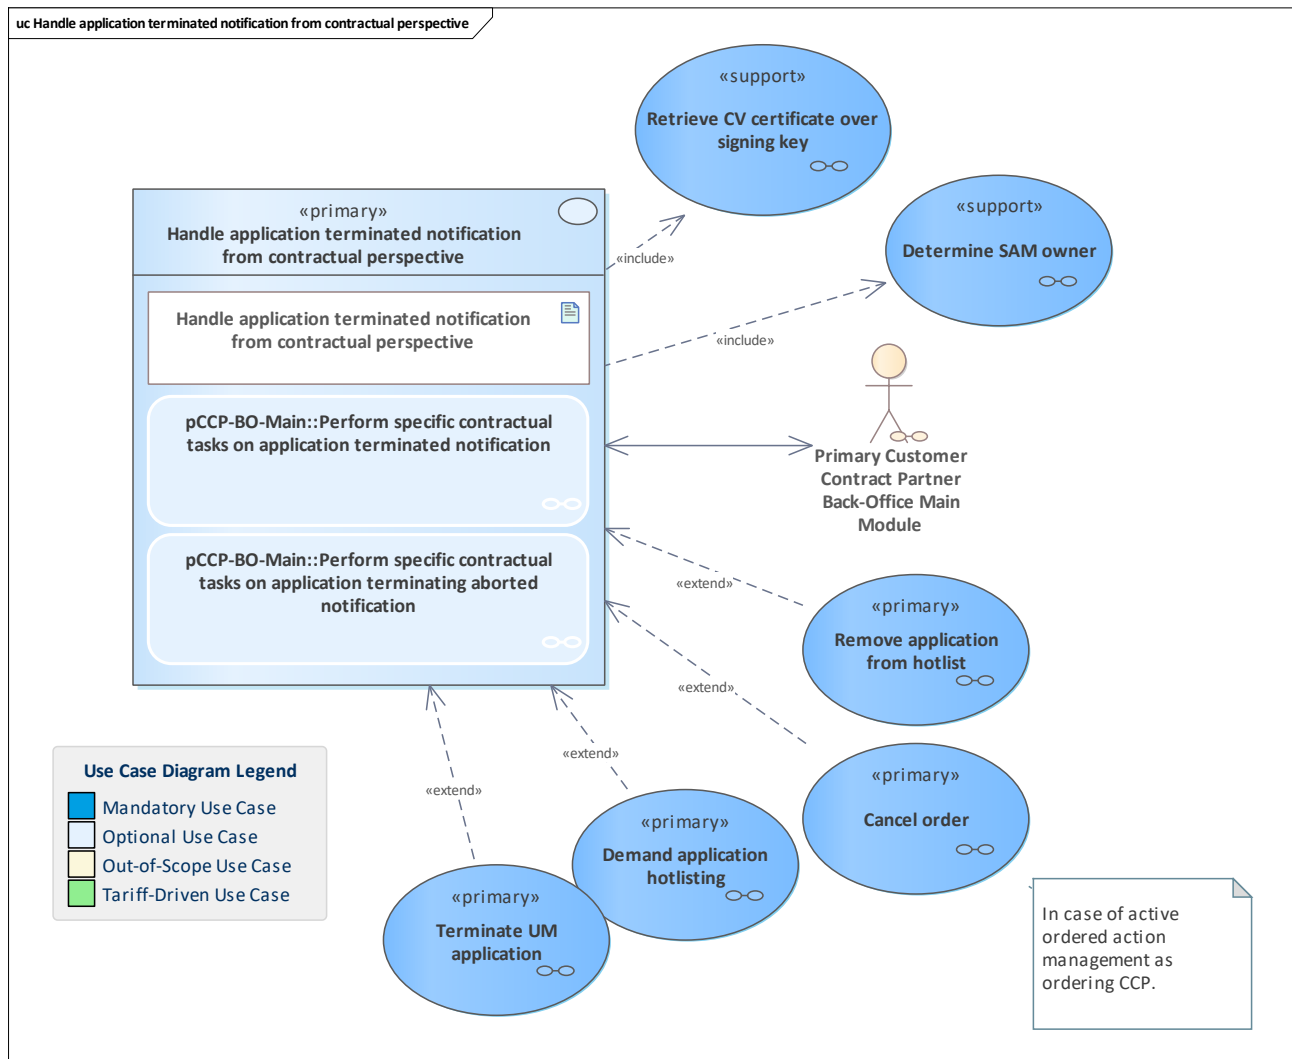 uc Handle application terminated notification from contractual perspective
«support»
Retrieve CV certificate over
signing key
«support»
Determine SAM owner
«primary»
Handle application terminated notification
from contractual perspective
«include»
Handle application terminated notification
from contractual perspective
«include»
pCCP-BO-Main::Perform specific contractual
tasks on application terminated notification
Primary Customer
Contract Partner
Back-Office Main
Module
pCCP-BO-Main::Perform specific contractual
tasks on application terminating aborted
notification
«extend»
«primary»
Remove application
from hotlist
«extend»
«extend»
«extend»
«primary»
Cancel order
«primary»
Demand application
hotlisting
«primary»
Terminate UM
application
Use Case Diagram Legend
Mandatory Use Case
Optional Use Case
Out-of-Scope Use Case
Tariff-Driven Use Case
In case of active
ordered action
management as
ordering CCP.